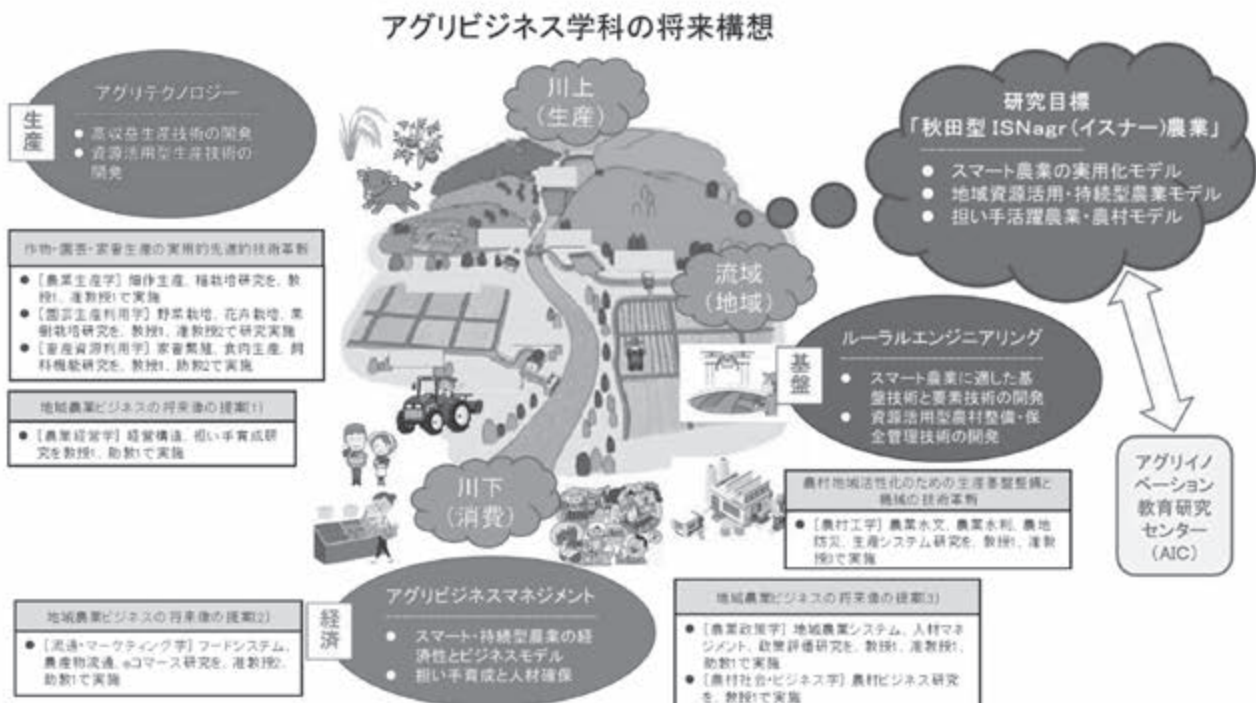 アグリビジネス学科の将来構想
生産
アグリテクノロジー
● 高収益生産技術の開発
● 資源活用型生産技術の
開発
川上
(生産)
研究目標
「秋田型 ISNagr(イスナー)農業」
● スマート農業の実用化モデル
● 地域資源活用・持続型農業モデル
● 担い手活躍農業・農村モデル
作物・園芸・家畜生産の実用的先進的技術革新
● [農業生産学] 畑作生産、稲栽培研究を、教
授1、准教授1で実施
● [園芸生産利用学] 野菜栽培、花卉栽培、果
樹栽培研究を、教授1、准教授2で研究実施
● [畜産資源利用学] 家畜繁殖、食肉生産、飼
料機能研究を、教授1、助教2で実施
流域
(地域)
基盤
ルーラルエンジニアリング
● スマート農業に適した基
盤技術と要素技術の開発
● 資源活用型農村整備・保
全管理技術の開発
地域農業ビジネスの将来像の提案(1)
● [農業経営学] 経営構造、担い手育成研
究を教授1、助教1で実施
川下
(消費)
農村地域活性化のための生産基盤整備と
機械の技術革新
● [農村工学] 農業水文、農業水利、農地
防災、生産システム研究を、教授1、准教
授3で実施
アグリイノ
ベーション
教育研究
センター
(AIC)
地域農業ビジネスの将来像の提案(2)
● [流通・マーケティング学] フードシステム、
農産物流通、eコマース研究を、准教授2、
助教1で実施
経済
アグリビジネスマネジメント
● スマート・持続型農業の経
済性とビジネスモデル
● 担い手育成と人材確保
地域農業ビジネスの将来像の提案(3)
● [農業政策学] 地域農業システム、人材マネ
ジメント、政策評価研究を、教授1、准教授1、
助教1で実施
● [農村社会・ビジネス学] 農村ビジネス研究
を、教授1で実施